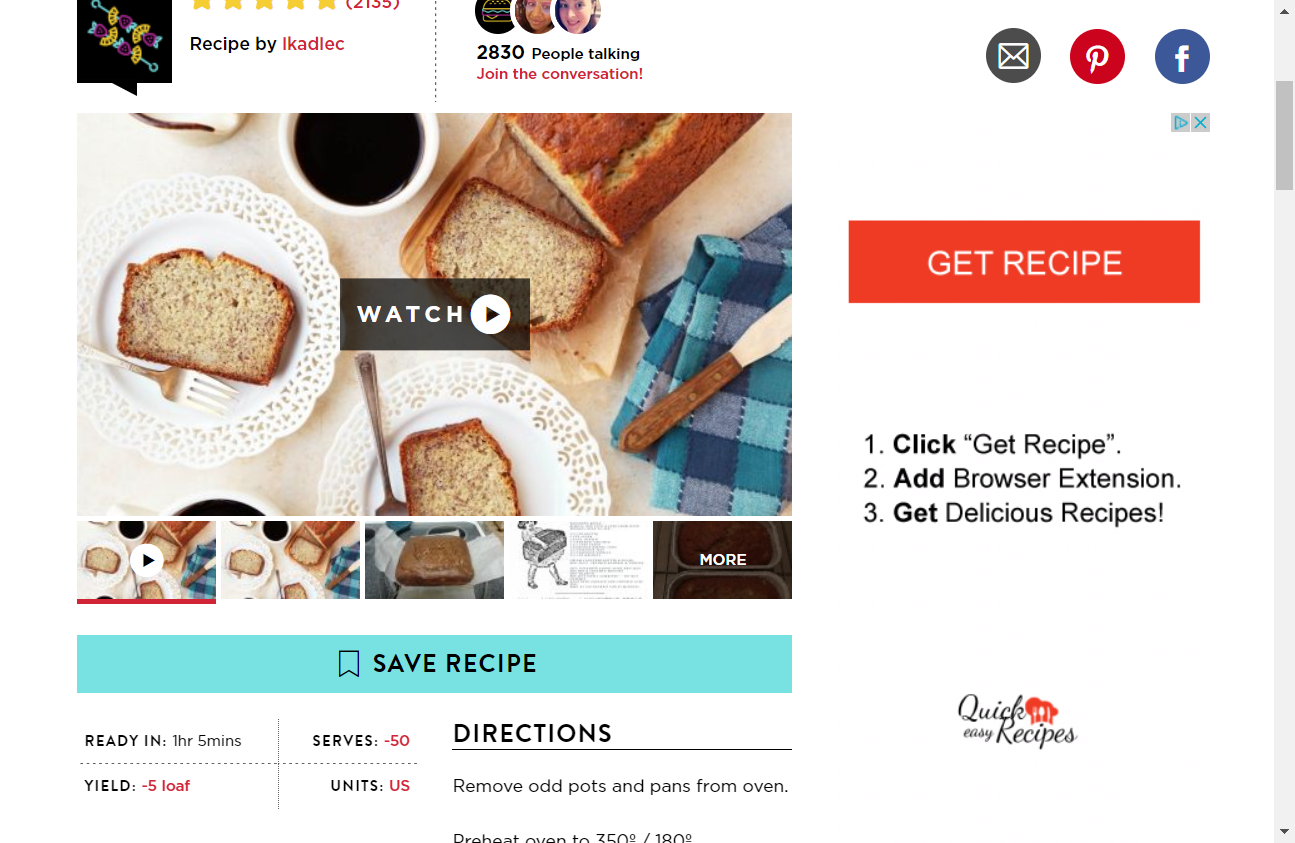 (2135)
Recipe by lkadlec
2830 People talking
Join the conversation!
WATCH
MORE
SAVE RECIPE
READY IN: 1hr 5mins
SERVES: -50
YIELD: -5 loaf
UNITS: US
DIRECTIONS
Remove odd pots and pans from oven.
Preheat oven to 350º / 180º
GET RECIPE
1. Click “Get Recipe”.
2. Add Browser Extension.
3. Get Delicious Recipes!
Quick
easy Recipes